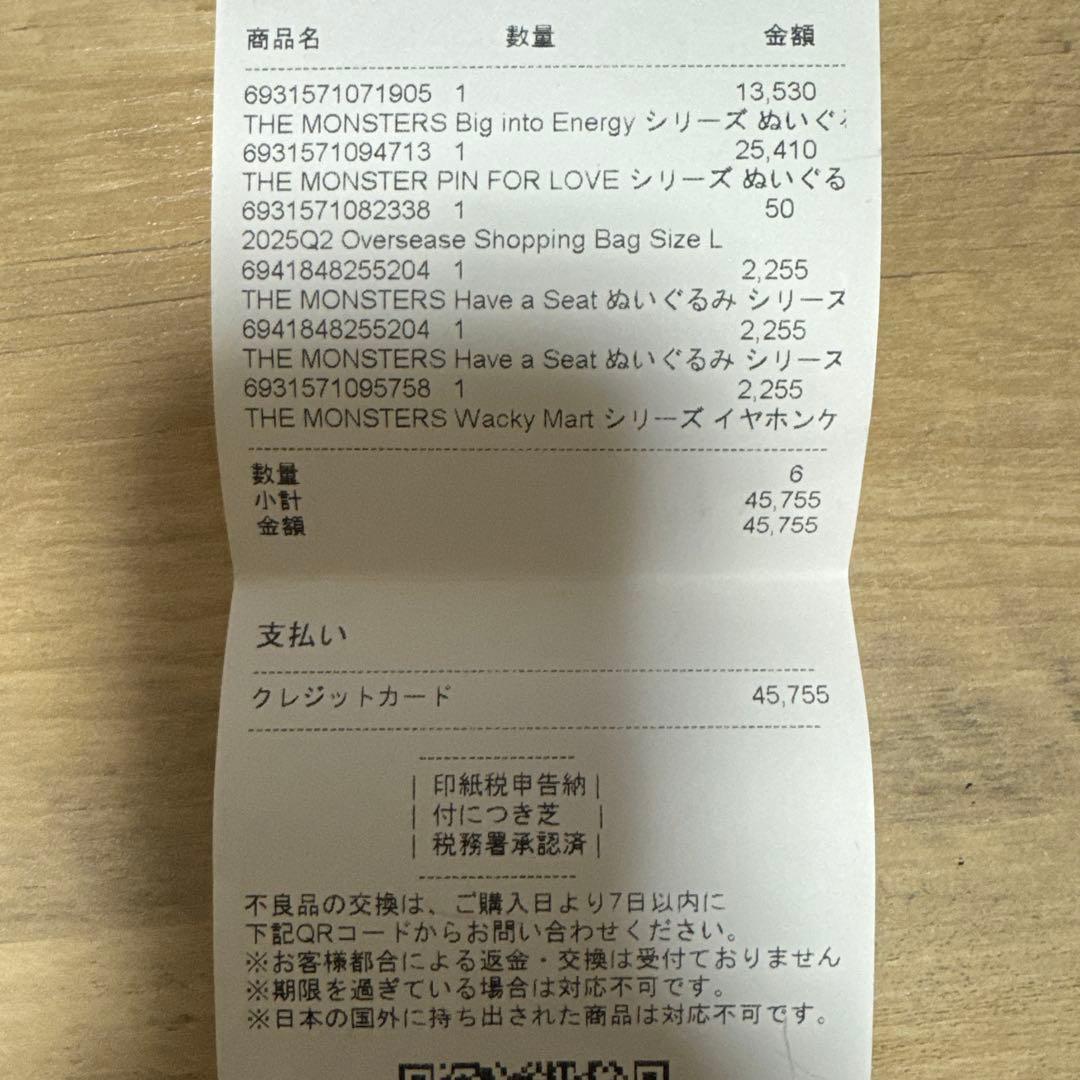 商品名 数量 金額
6931571071905 1 13,530
THE MONSTERS Big into Energy シリーズ ぬいぐ
6931571094713 1 25,410
THE MONSTER PIN FOR LOVE シリーズ ぬいぐる
6931571082338 1 50
2025Q2 Oversease Shopping Bag Size L
6941848255204 1 2,255
THE MONSTERS Have a Seat ぬいぐるみ シリーズ
6941848255204 1 2,255
THE MONSTERS Have a Seat ぬいぐるみ シリーズ
6931571095758 1 2,255
THE MONSTERS Wacky Mart シリーズ イヤホンケ
数量 6
小計 45,755
金額 45,755
支払い
クレジットカード 45,755
印紙税申告納
付につき芝
税務署承認済
不良品の交換は、ご購入日より7日以内に
下記QRコードからお問い合わせください。
※お客様都合による返金・交換は受付ておりません
※期限を過ぎている場合は対応不可です。
※日本の国外に持ち出された商品は対応不可です。